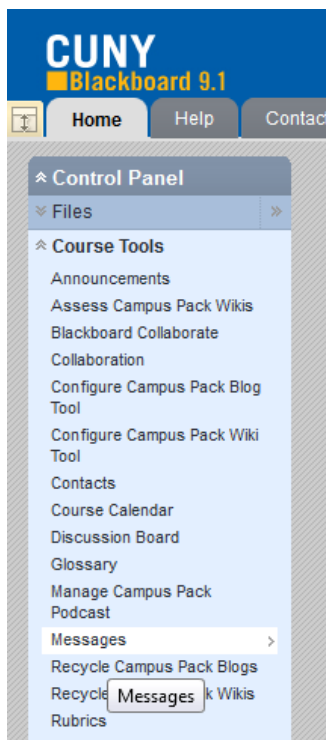 CUNY
Blackboard 9.1
Home Help Contac
Control Panel
Files
Course Tools
Announcements
Assess Campus Pack Wikis
Blackboard Collaborate
Collaboration
Configure Campus Pack Blog
Tool
Configure Campus Pack Wiki
Tool
Contacts
Course Calendar
Discussion Board
Glossary
Manage Campus Pack
Podcast
Messages
Recycle Campus Pack Blogs
Recycle Messages k Wikis
Rubrics